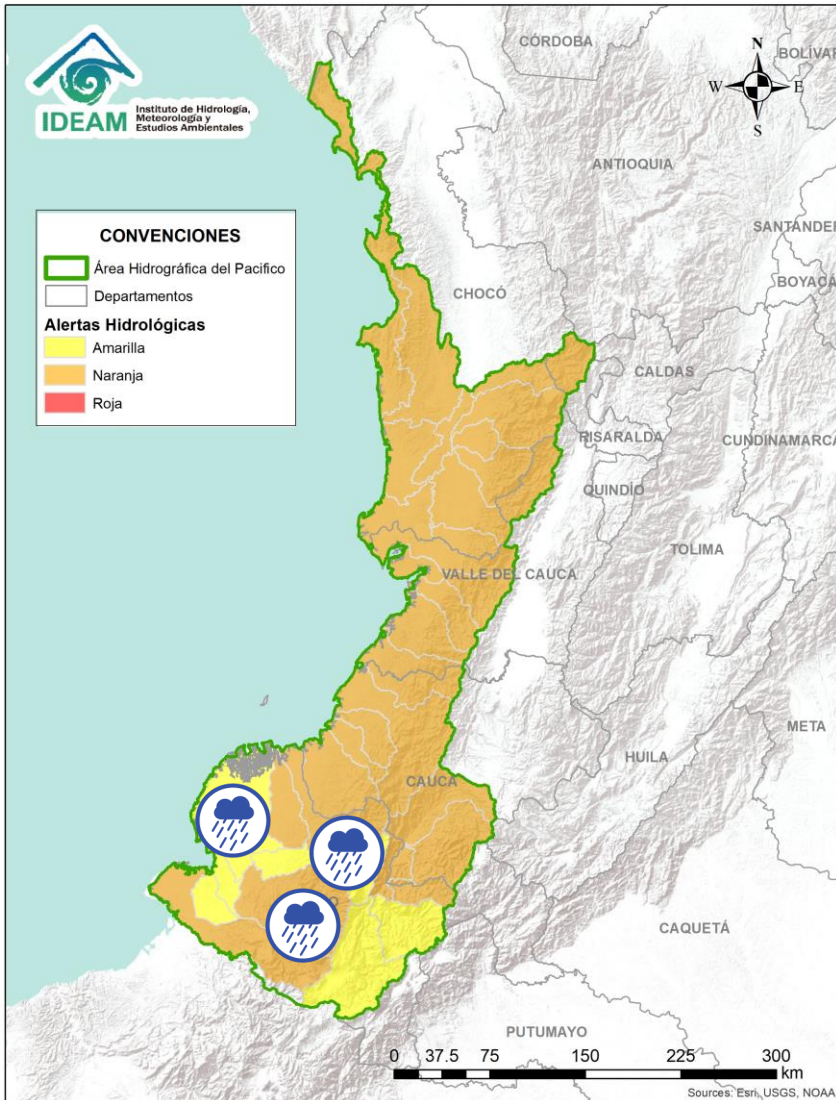 IDEAM
Instituto de Hidrología,
Meteorología y
Estudios Ambientales
CONVENCIONES
Área Hidrográfica del Pacifico
Departamentos
Alertas Hidrológicas
Amarilla
Naranja
Roja
N
W
E
S
CÓRDOBA
BOLÍVAR
ANTIOQUIA
SANTANDER
BOYACÁ
CHOCÓ
CALDAS
RISARALDA
CUNDINAMARCA
QUINDÍO
TOLIMA
VALLE DEL CAUCA
META
HUILA
CAUCA
CAQUETÁ
PUTUMAYO
0 37.5 75 150 225 300
km
Sources: Esri, USGS, NOAA